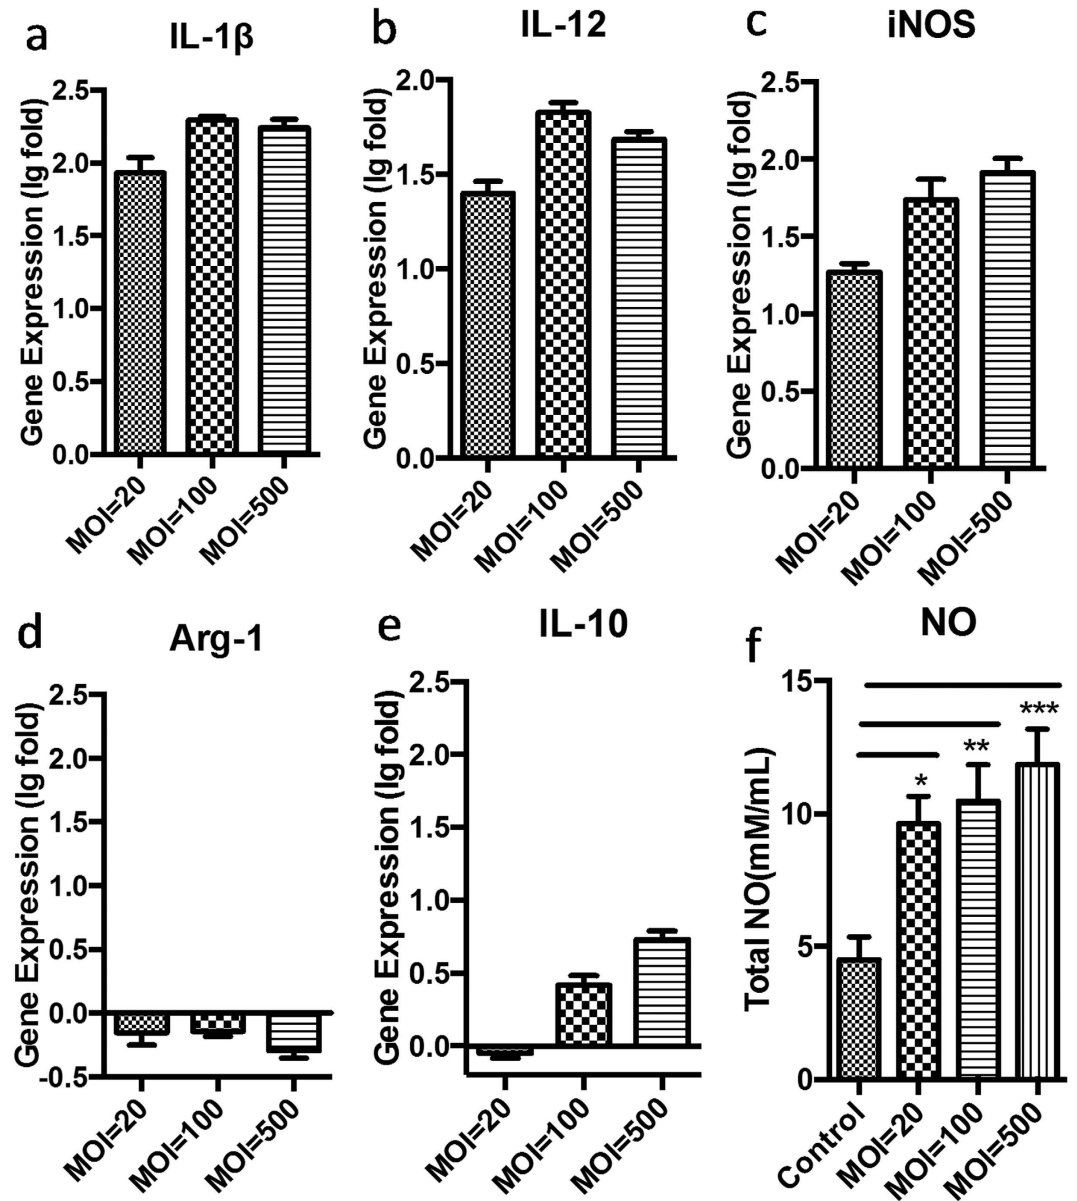 a
IL-1β
Gene Expression (lg fold)
2.5
2.0
1.5
1.0
0.5
0.0
MOI=20
MOI=100
MOI=500
b
IL-12
Gene Expression (lg fold)
2.0
1.5
1.0
0.5
0.0
MOI=20
MOI=100
MOI=500
c
iNOS
Gene Expression (lg fold)
2.5
2.0
1.5
1.0
0.5
0.0
MOI=20
MOI=100
MOI=500
d
Arg-1
Gene Expression (lg fold)
2.5
2.0
1.5
1.0
0.5
0.0
-0.5
MOI=20
MOI=100
MOI=500
e
IL-10
Gene Expression (lg fold)
2.5
2.0
1.5
1.0
0.5
0.0
MOI=20
MOI=100
MOI=500
f
NO
Total NO(mM/mL)
15
10
5
0
*
**
***
Control
MOI=20
MOI=100
MOI=500